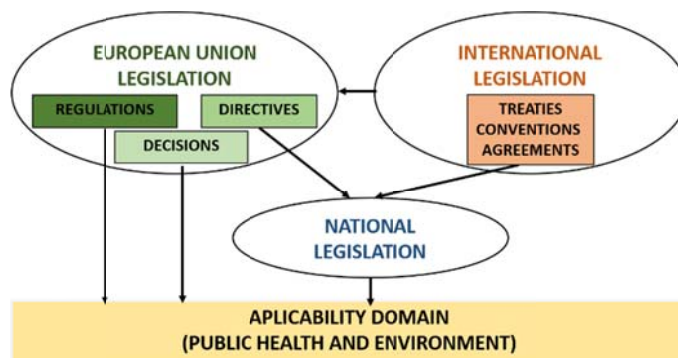 EUROPEAN UNION
LEGISLATION
REGULATIONS
DIRECTIVES
DECISIONS
INTERNATIONAL
LEGISLATION
TREATIES
CONVENTIONS
AGREEMENTS
NATIONAL
LEGISLATION
APLICABILITY DOMAIN
(PUBLIC HEALTH AND ENVIRONMENT)